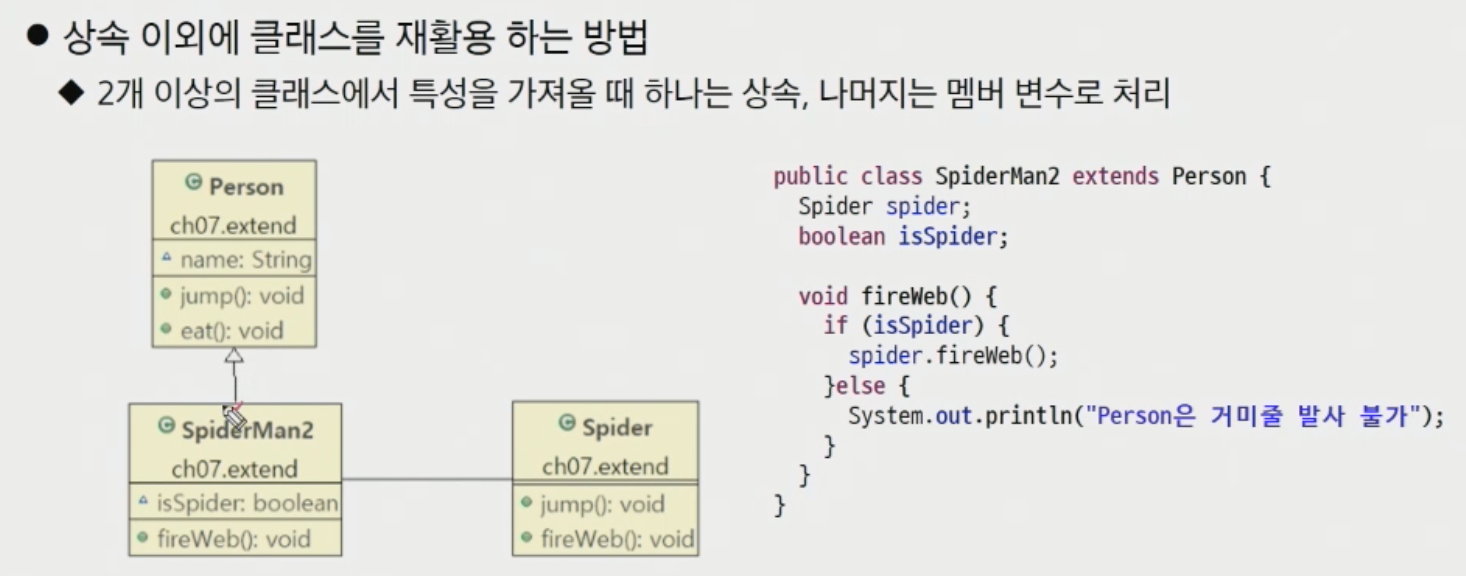 ● 상속 이외에 클래스를 재활용 하는 방법
◆ 2개 이상의 클래스에서 특성을 가져올 때 하나는 상속, 나머지는 멤버 변수로 처리
Person
ch07.extend
name: String
jump(): void
eat(): void
SpiderMan2
ch07.extend
isSpider: boolean
fireWeb(): void
Spider
ch07.extend
jump(): void
fireWeb(): void
public class SpiderMan2 extends Person {
Spider spider;
boolean isSpider;
void fireWeb() {
if (isSpider) {
spider.fireWeb();
}else {
System.out.println("Person은 거미줄 발사 불가");
}
}
}